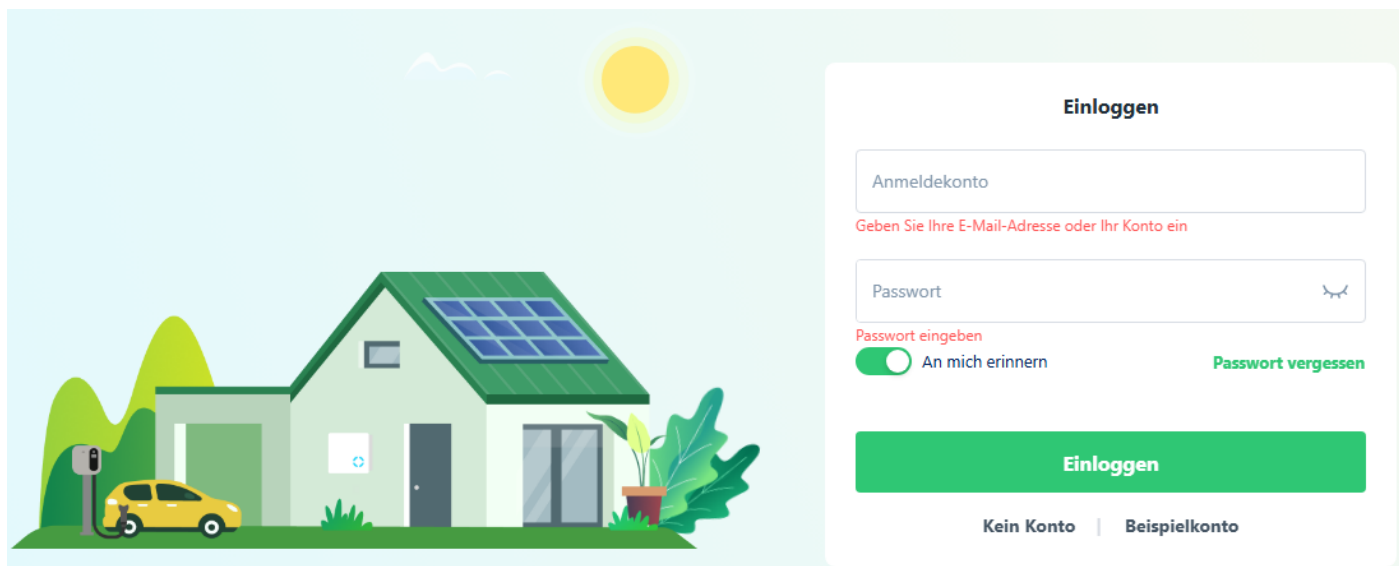 Einloggen
Anmeldekonto
Geben Sie Ihre E-Mail-Adresse oder Ihr Konto ein
Passwort
Passwort eingeben
An mich erinnern Passwort vergessen
Einloggen
Kein Konto | Beispielkonto